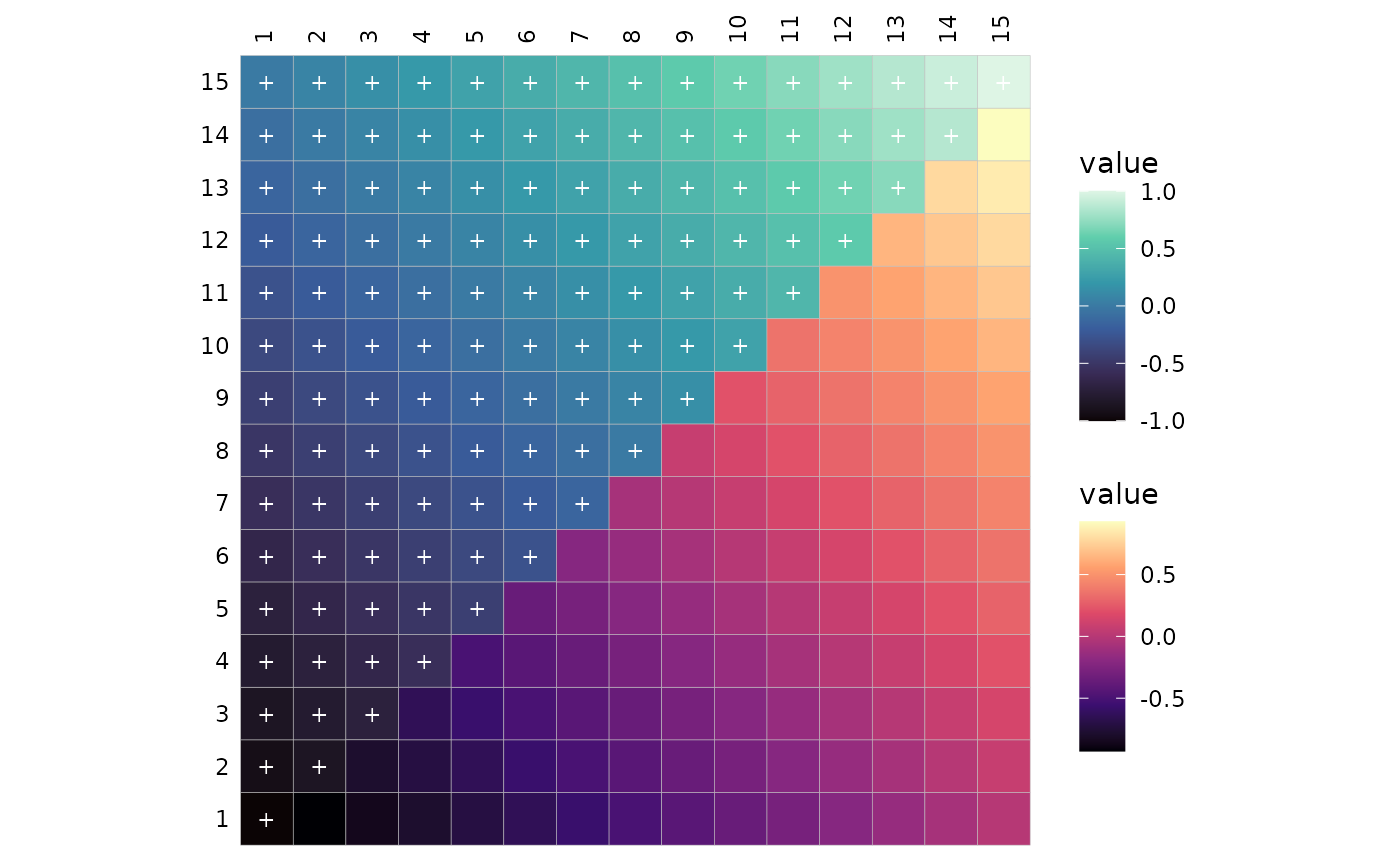 1 2 3 4 5 6 7 8 9 10 11 12 13 14 15
15 + + + + + + + + + + + + + + +
14 + + + + + + + + + + + + + +
13 + + + + + + + + + + + + +
12 + + + + + + + + + + + +
11 + + + + + + + + + + +
10 + + + + + + + + + +
9 + + + + + + + + +
8 + + + + + + + +
7 + + + + + + +
6 + + + + + +
5 + + + + +
4 + + + +
3 + + +
2 + +
1 +
value
1.0
0.5
0.0
-0.5
-1.0
value
0.5
0.0
-0.5